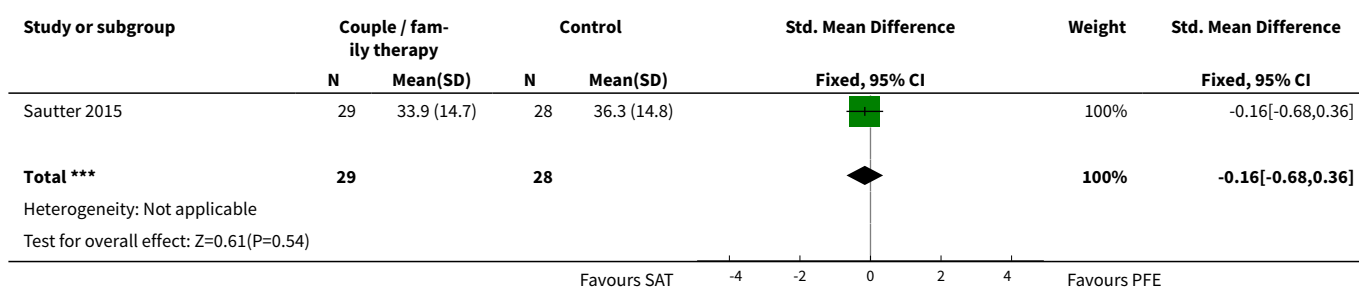 Study or subgroup Couple / fam- Control Std. Mean Difference Weight Std. Mean Difference
ily therapy
N Mean(SD) N Mean(SD) Fixed, 95% CI Fixed, 95% CI
Sautter 2015 29 33.9 (14.7) 28 36.3 (14.8) 100% -0.16[-0.68,0.36]
Total *** 29 28 100% -0.16[-0.68,0.36]
Heterogeneity: Not applicable
Test for overall effect: Z=0.61(P=0.54)
Favours SAT -4 -2 0 2 4 Favours PFE